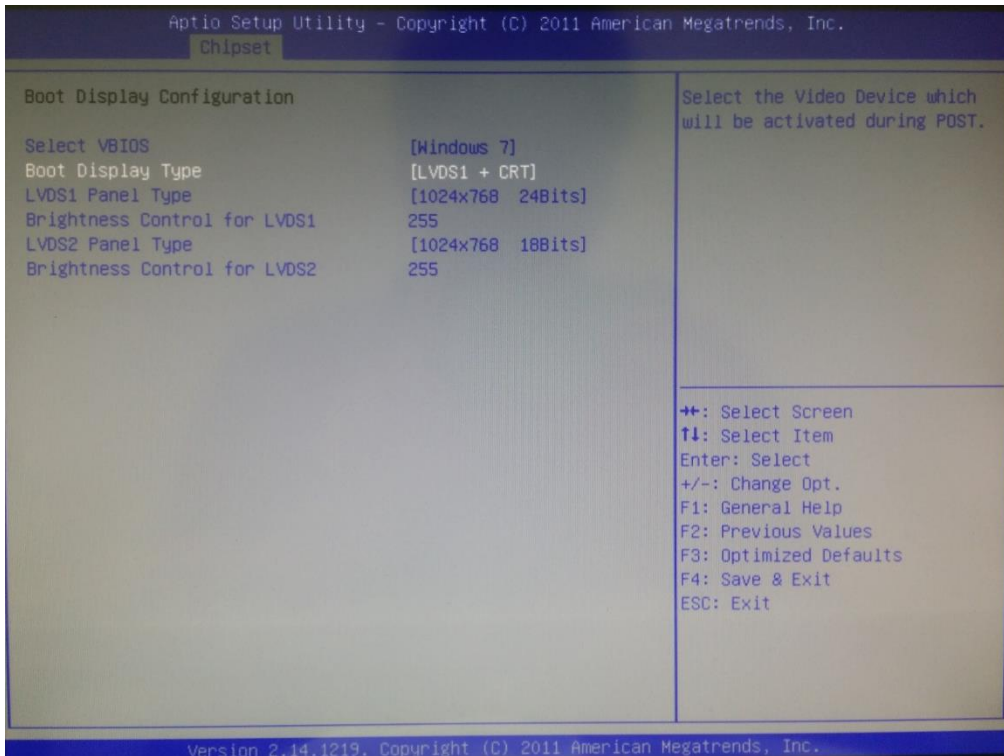 Aptio Setup Utility - Copyright (C) 2011 American Megatrends, Inc.
Chipset
Boot Display Configuration
Select VBIOS [Windows 7]
Boot Display Type [LVDS1 + CRT]
LVDS1 Panel Type [1024x768 24Bits]
Brightness Control for LVDS1 255
LVDS2 Panel Type [1024x768 18Bits]
Brightness Control for LVDS2 255
Select the Video Device which
will be activated during POST.
→←: Select Screen
↑↓: Select Item
Enter: Select
+/-: Change Opt.
F1: General Help
F2: Previous Values
F3: Optimized Defaults
F4: Save & Exit
ESC: Exit
Version 2.14.1219. Copyright (C) 2011 American Megatrends, Inc.